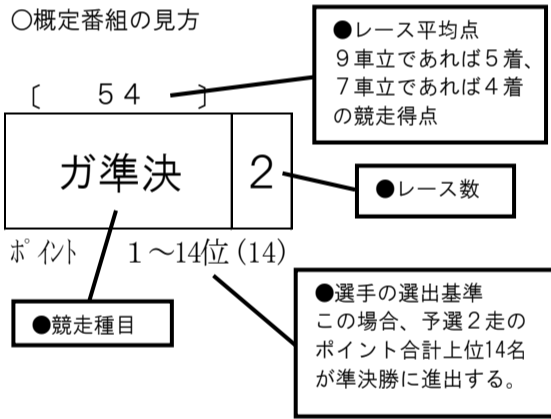 ○概定番組の見方
●レース平均点
９車立であれば５着、
７車立であれば４着
の競走得点
〔　５４　〕
ガ準決 2
●レース数
ﾎﾟｲﾝﾄ　1～14位(14)
●競走種目
●選手の選出基準
この場合、予選２走の
ポイント合計上位14名
が準決勝に進出する。